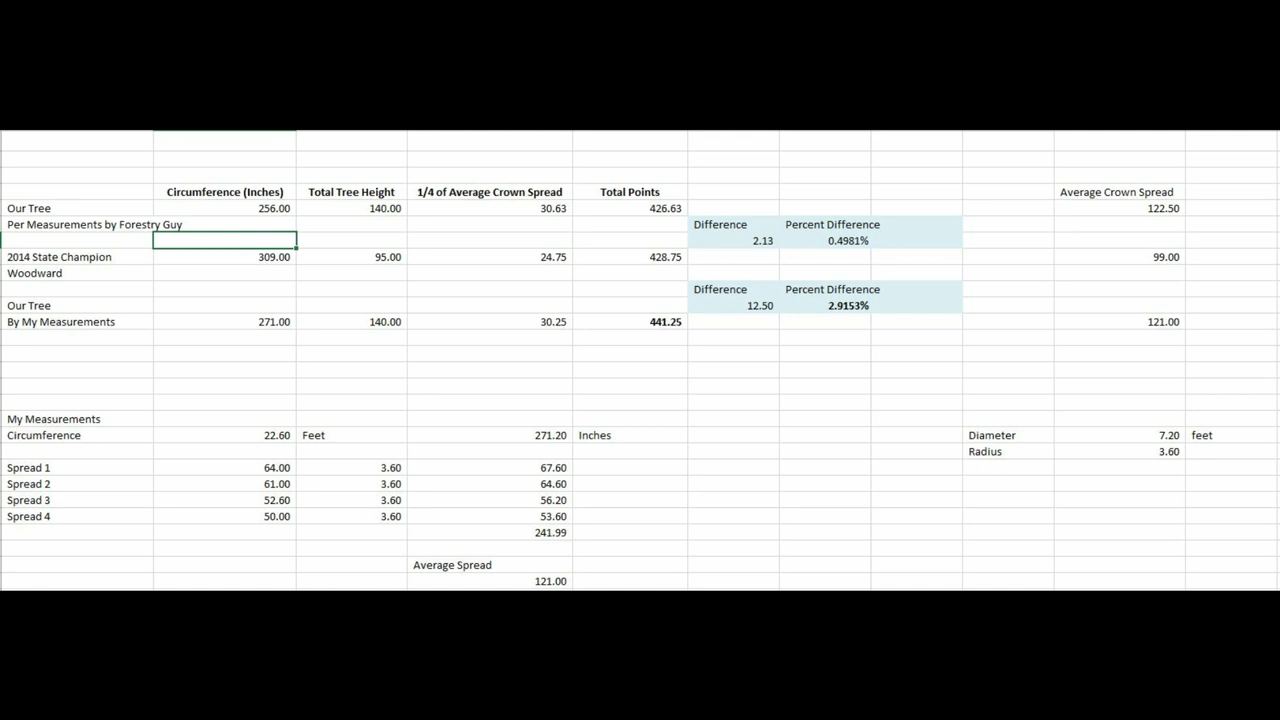 Circumference (Inches) Total Tree Height 1/4 of Average Crown Spread Total Points Average Crown Spread
Our Tree 256.00 140.00 30.63 426.63 122.50
Per Measurements by Forestry Guy Difference Percent Difference
2.13 0.4981%
2014 State Champion 309.00 95.00 24.75 428.75 99.00
Woodward
Difference Percent Difference
Our Tree 12.50 2.9153%
By My Measurements 271.00 140.00 30.25 441.25 121.00
My Measurements
Circumference 22.60 Feet 271.20 Inches Diameter 7.20 feet
Radius 3.60
Spread 1 64.00 3.60 67.60
Spread 2 61.00 3.60 64.60
Spread 3 52.60 3.60 56.20
Spread 4 50.00 3.60 53.60
241.99
Average Spread
121.00